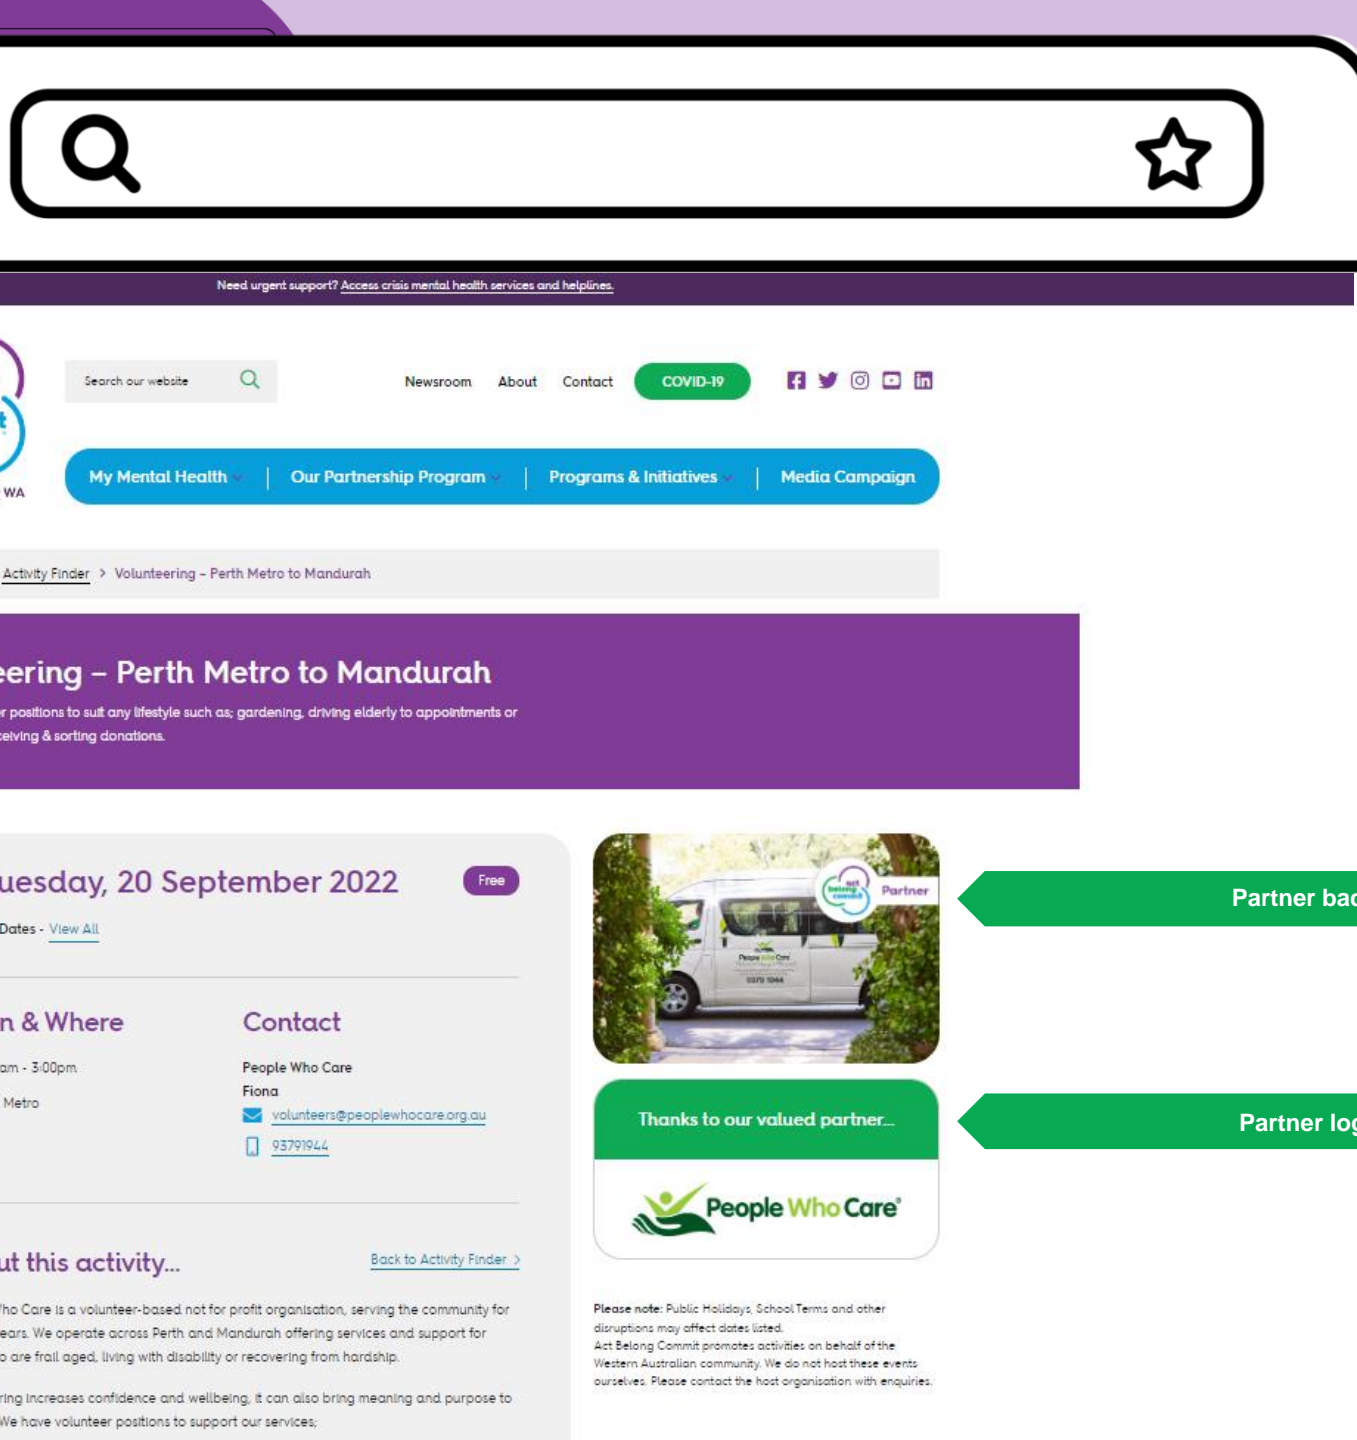 Need urgent support? Access crisis mental health services and helplines.
Search our website
Newsroom About Contact COVID-19
WA
My Mental Health Our Partnership Program Programs & Initiatives Media Campaign
Activity Finder > Volunteering – Perth Metro to Mandurah
eering – Perth Metro to Mandurah
r positions to suit any lifestyle such as; gardening, driving elderly to appointments or
ceiving & sorting donations.
uesday, 20 September 2022
Free
Dates - View All
act
belong
commit
Partner
People Who Care
9379 1944
Partner bac
n & Where
am - 3:00pm
Metro
Contact
People Who Care
Fiona
volunteers@peoplewhocare.org.au
93791944
Thanks to our valued partner...
People Who Care®
Partner log
ut this activity...
Back to Activity Finder >
ho Care is a volunteer-based not for profit organisation, serving the community for
ears. We operate across Perth and Mandurah offering services and support for
o are frail aged, living with disability or recovering from hardship.
ring increases confidence and wellbeing, it can also bring meaning and purpose to
We have volunteer positions to support our services;
Please note: Public Holidays, School Terms and other
disruptions may affect dates listed.
Act Belong Commit promotes activities on behalf of the
Western Australian community. We do not host these events
ourselves. Please contact the host organisation with enquiries.